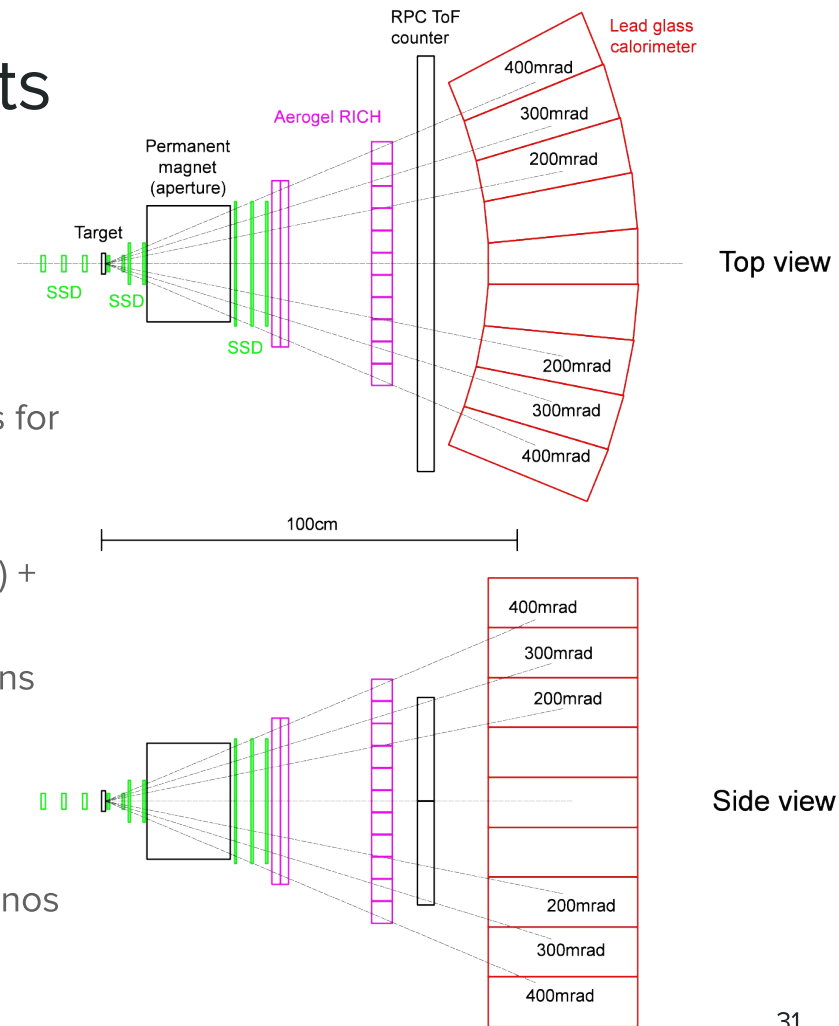 ts
RPC ToF
counter
Lead glass
calorimeter
400mrad
Aerogel RICH
300mrad
Permanent
magnet
(aperture)
200mrad
Target
Top view
SSD
SSD
SSD
200mrad
s for
300mrad
400mrad
100cm
) +
400mrad
300mrad
ns
200mrad
Side view
nos
200mrad
300mrad
400mrad
31